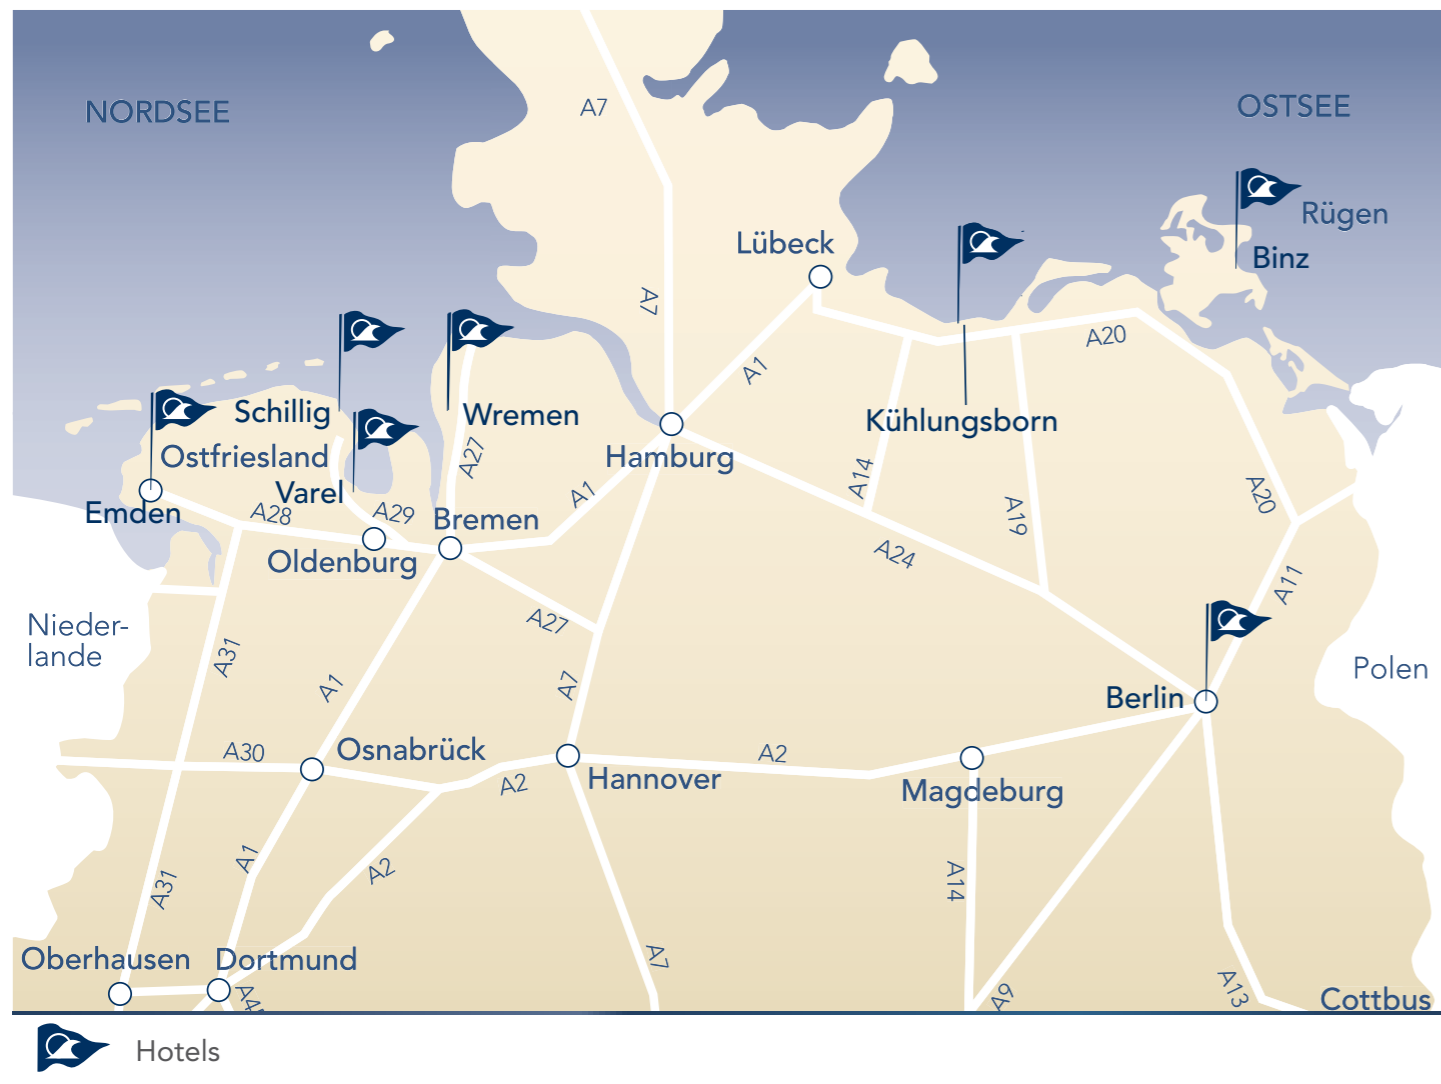 NORDSEE
OSTSEE
A7
Rügen
Lübeck
Binz
A7
A20
A1
Schillig
Wremen
Kühlungsborn
Ostfriesland
Hamburg
A27
A14
Varel
A1
A20
Emden
A28
A29
Bremen
A19
Oldenburg
A24
A11
Nieder-
lande
A27
A31
Polen
A1
A7
Berlin
A30
Osnabrück
A2
A2
Hannover
Magdeburg
A1
A2
A31
A14
Oberhausen
Dortmund
A7
A13
A9
Cottbus
Hotels